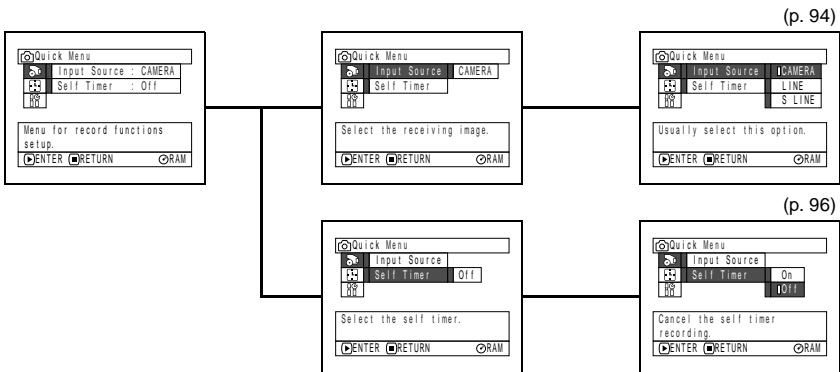 (p. 94)
Quick Menu
Input Source : CAMERA
Self Timer : Off
Menu for record functions
setup.
ENTER RETURN RAM
Quick Menu
Input Source CAMERA
Self Timer
Select the receiving image.
ENTER RETURN RAM
Quick Menu
Input Source CAMERA
Self Timer LINE
S LINE
Usually select this option.
ENTER RETURN RAM
(p. 96)
Quick Menu
Input Source
Self Timer Off
Select the self timer.
ENTER RETURN RAM
Quick Menu
Input Source
Self Timer On
Off
Cancel the self timer
recording.
ENTER RETURN RAM